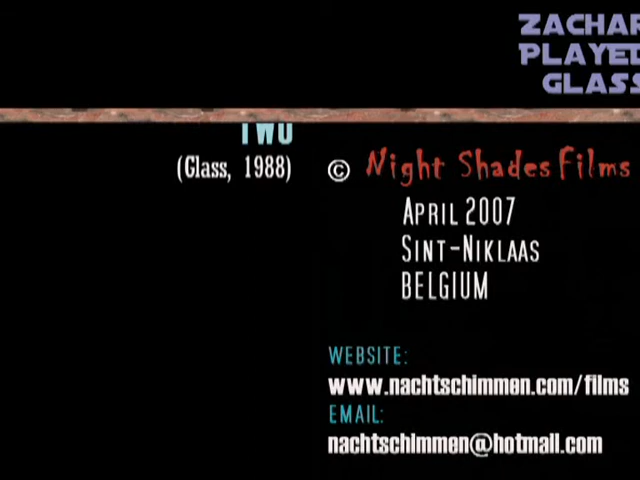 PLAYED
GLASS
TWO
(Glass, 1988)
© Night Shades Films
APRIL 2007
SINT-NIKLAAS
BELGIUM
WEBSITE:
www.nachtschimmen.com/films
EMAIL:
nachtschimmen@hotmail.com